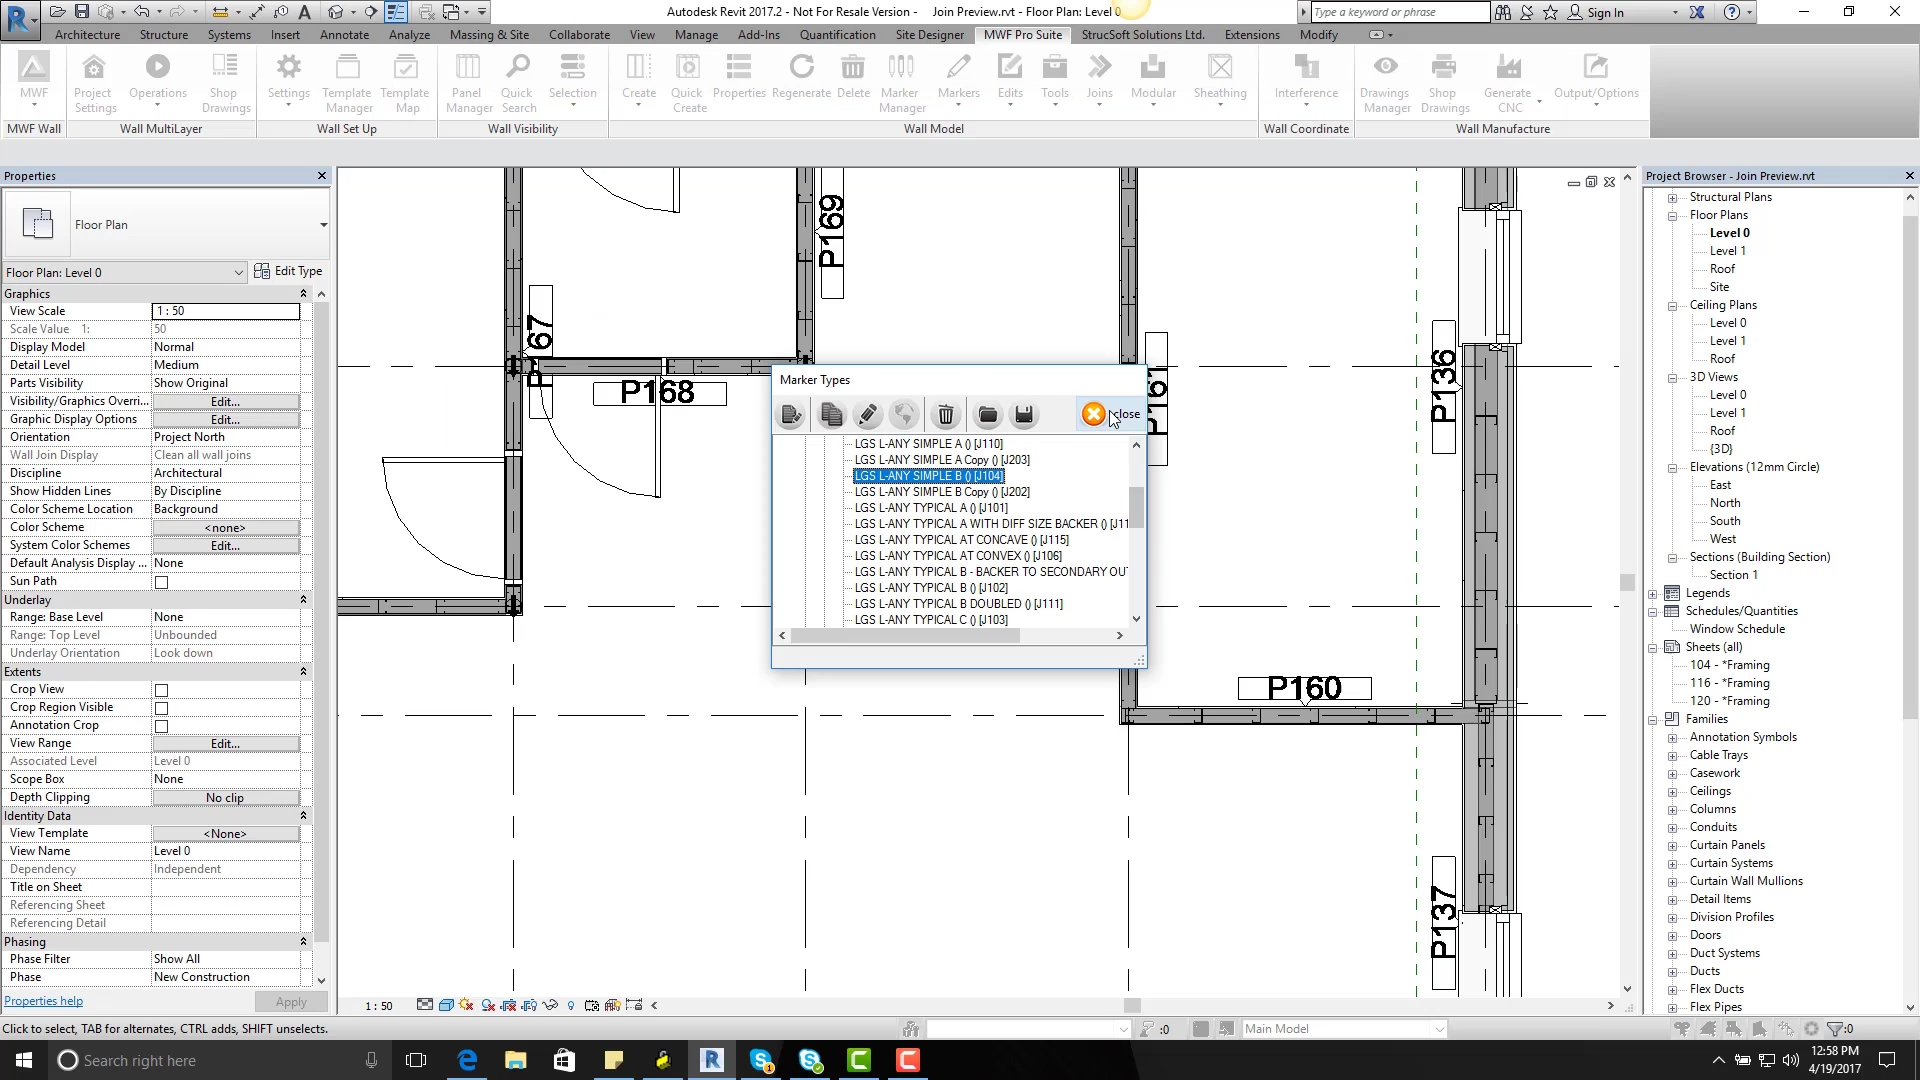 Autodesk Revit 2017.2 - Not For Resale Version -    Join Preview.rvt - Floor Plan: Level 0
Type a keyword or phrase
Sign In
Architecture Structure Systems Insert Annotate Analyze Massing & Site Collaborate View Manage Add-Ins Quantification Site Designer MWF Pro Suite StrucSoft Solutions Ltd. Extensions Modify
MWF
Project Settings
Operations
Shop Drawings
Settings
Template Manager
Template Map
Panel Manager
Quick Search
Selection
Create
Quick Create
Properties
Regenerate
Delete
Marker Manager
Markers
Edits
Tools
Joins
Modular
Sheathing
Interference
Drawings Manager
Shop Drawings
Generate CNC
Output/Options
MWF Wall
Wall MultiLayer
Wall Set Up
Wall Visibility
Wall Model
Wall Coordinate
Wall Manufacture
Properties
Floor Plan
Floor Plan: Level 0
Edit Type
Graphics
View Scale 1 : 50
Scale Value 1: 50
Display Model Normal
Detail Level Medium
Parts Visibility Show Original
Visibility/Graphics Overri... Edit...
Graphic Display Options Edit...
Orientation Project North
Wall Join Display Clean all wall joins
Discipline Architectural
Show Hidden Lines By Discipline
Color Scheme Location Background
Color Scheme <none>
System Color Schemes Edit...
Default Analysis Display ... None
Sun Path
Underlay
Range: Base Level None
Range: Top Level Unbounded
Underlay Orientation Look down
Extents
Crop View
Crop Region Visible
Annotation Crop
View Range Edit...
Associated Level Level 0
Scope Box None
Depth Clipping No clip
Identity Data
View Template <None>
View Name Level 0
Dependency Independent
Title on Sheet
Referencing Sheet
Referencing Detail
Phasing
Phase Filter Show All
Phase New Construction
Properties help
Apply
P169
P168
P136
P160
P137
Marker Types
LGS L-ANY SIMPLE A () [J110]
LGS L-ANY SIMPLE A Copy () [J203]
LGS L-ANY SIMPLE B () [J104]
LGS L-ANY SIMPLE B Copy () [J202]
LGS L-ANY TYPICAL A () [J101]
LGS L-ANY TYPICAL A WITH DIFF SIZE BACKER () [J11
LGS L-ANY TYPICAL AT CONCAVE () [J115]
LGS L-ANY TYPICAL AT CONVEX () [J106]
LGS L-ANY TYPICAL B - BACKER TO SECONDARY OU
LGS L-ANY TYPICAL B () [J102]
LGS L-ANY TYPICAL B DOUBLED () [J111]
LGS L-ANY TYPICAL C () [J103]
1 : 50
Project Browser - Join Preview.rvt
Structural Plans
Floor Plans
Level 0
Level 1
Roof
Site
Ceiling Plans
Level 0
Level 1
Roof
3D Views
Level 0
Level 1
Roof
{3D}
Elevations (12mm Circle)
East
North
South
West
Sections (Building Section)
Section 1
Legends
Schedules/Quantities
Window Schedule
Sheets (all)
104 - *Framing
116 - *Framing
120 - *Framing
Families
Annotation Symbols
Cable Trays
Casework
Ceilings
Columns
Conduits
Curtain Panels
Curtain Systems
Curtain Wall Mullions
Detail Items
Division Profiles
Doors
Duct Systems
Ducts
Flex Ducts
Flex Pipes
Click to select, TAB for alternates, CTRL adds, SHIFT unselects.
:0
Main Model
:0
Search right here
12:58 PM
4/19/2017